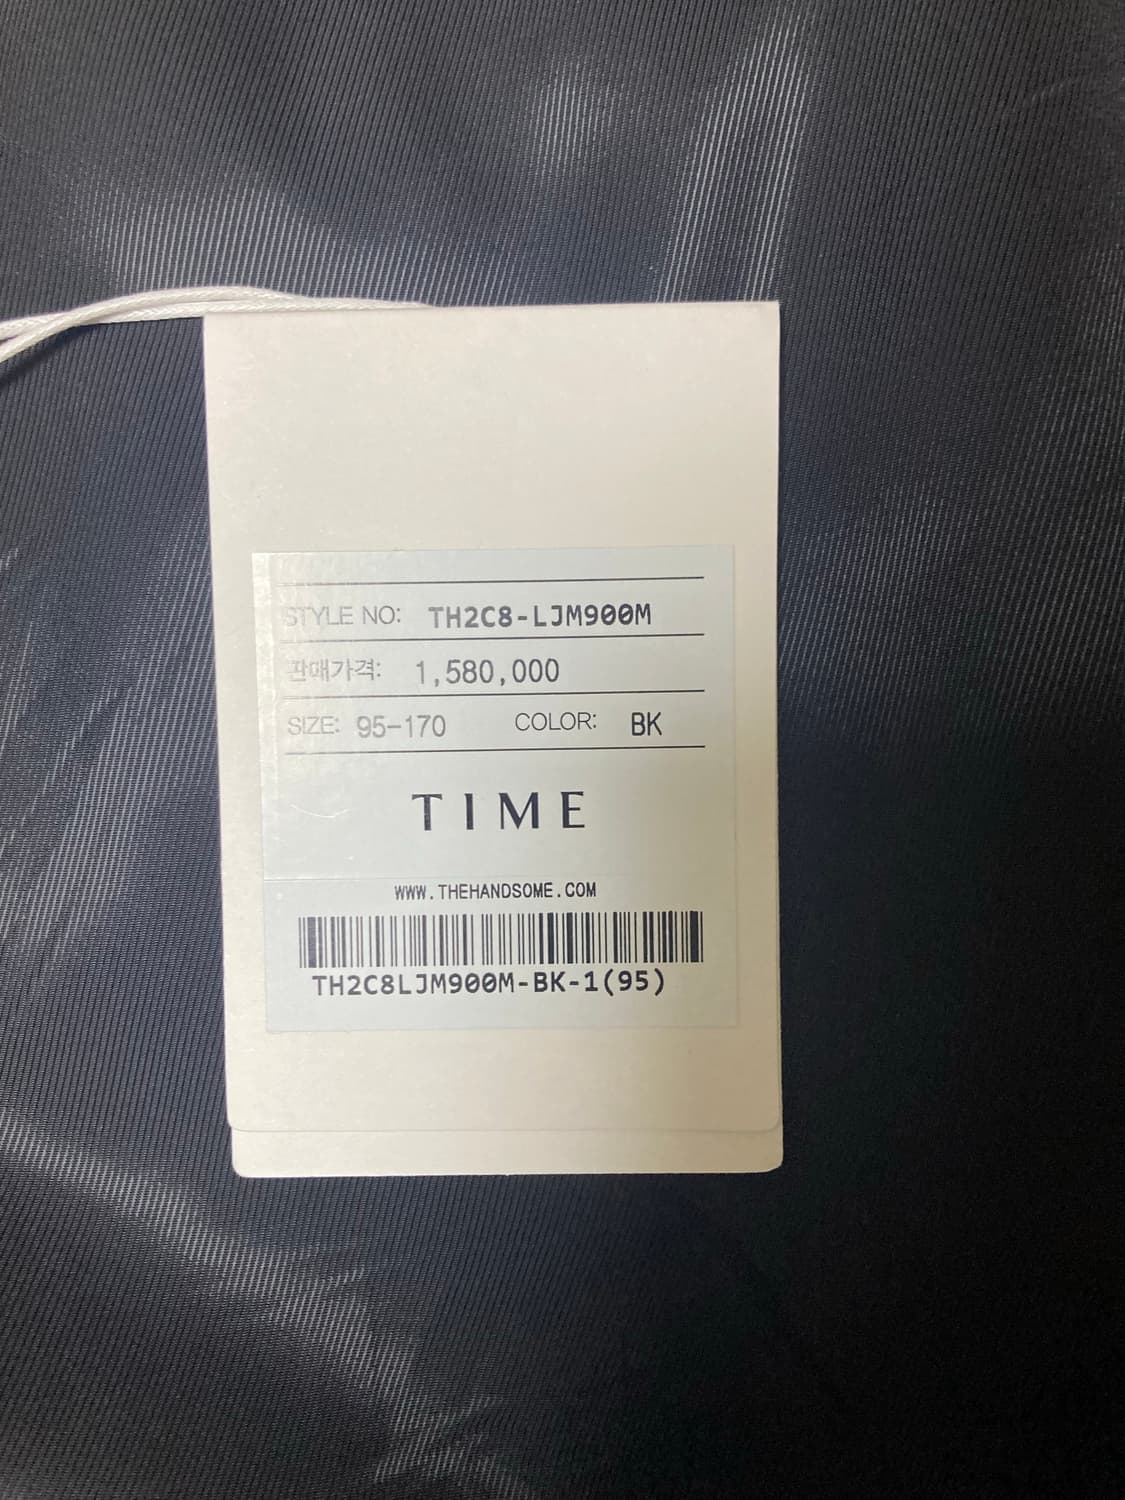 STYLE NO: TH2C8-LJM900M
판매가격: 1,580,000
SIZE: 95-170 COLOR: BK
TIME
WWW.THEHANDSOME.COM
TH2C8LJM900M-BK-1(95)